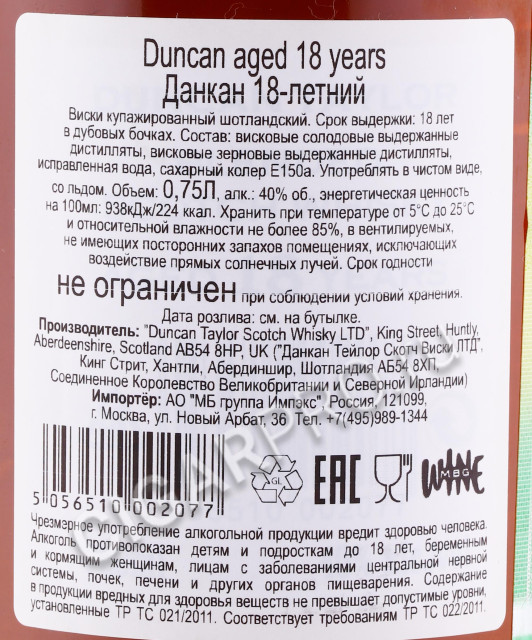 Duncan aged 18 years
Данкан 18-летний
Виски купажированный шотландский. Срок выдержки: 18 лет
в дубовых бочках. Состав: висковые солодовые выдержанные
дистилляты, висковые зерновые выдержанные дистилляты,
исправленная вода, сахарный колер Е150а. Употреблять в чистом виде,
со льдом. Объем: 0,75Л, алк.: 40% об., энергетическая ценность
на 100мл: 938кДж/224 ккал. Хранить при температуре от 5°С до 25°С
и относительной влажности не более 85%, в вентилируемых,
не имеющих посторонних запахов помещениях, исключающих
воздействие прямых солнечных лучей. Срок годности
не ограничен при соблюдении условий хранения.
Дата розлива: см. на бутылке.
Производитель: "Duncan Taylor Scotch Whisky LTD", King Street, Huntly,
Aberdeenshire, Scotland AB54 8HP, UK ("Данкан Тейлор Скотч Виски ЛТД",
Кинг Стрит, Хантли, Абердиншир, Шотландия АБ54 8ХП,
Соединенное Королевство Великобритании и Северной Ирландии)
Импортёр: АО "МБ группа Импэкс", Россия, 121099,
г. Москва, ул. Новый Арбат, 36 Тел. +7(495)989-1344
5 056510 002077
GL
EAC
WINE
MBG
Чрезмерное употребление алкогольной продукции вредит здоровью человека.
Алкоголь противопоказан детям и подросткам до 18 лет, беременным
и кормящим женщинам, лицам с заболеваниями центральной нервной
системы, почек, печени и других органов пищеварения. Содержание
в продукции вредных для здоровья веществ не превышает допустимые уровни,
установленные ТР ТС 021/2011. Соответствует требованиям ТР ТС 022/2011.